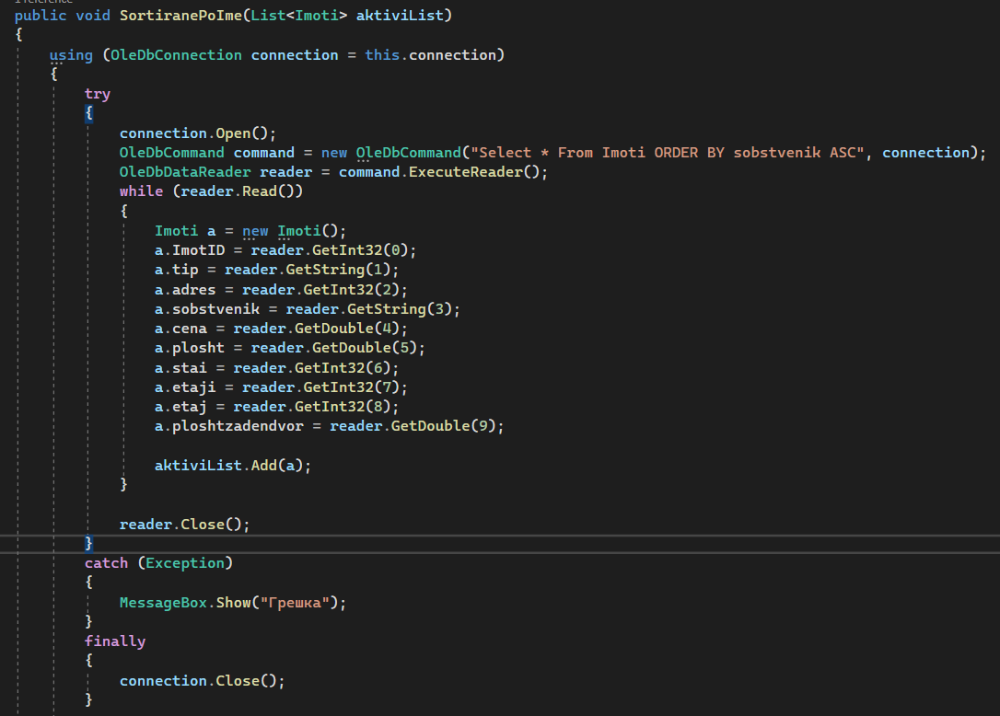 1 reference
public void SortiranePoIme(List<Imoti> aktiviList)
{
using (OleDbConnection connection = this.connection)
{
try
{
connection.Open();
OleDbCommand command = new OleDbCommand("Select * From Imoti ORDER BY sobstvenik ASC", connection);
OleDbDataReader reader = command.ExecuteReader();
while (reader.Read())
{
Imoti a = new Imoti();
a.ImotID = reader.GetInt32(0);
a.tip = reader.GetString(1);
a.adres = reader.GetInt32(2);
a.sobstvenik = reader.GetString(3);
a.cena = reader.GetDouble(4);
a.plosht = reader.GetDouble(5);
a.stai = reader.GetInt32(6);
a.etaji = reader.GetInt32(7);
a.etaj = reader.GetInt32(8);
a.ploshtzadendvor = reader.GetDouble(9);
aktiviList.Add(a);
}
reader.Close();
}
catch (Exception)
{
MessageBox.Show("Грешка");
}
finally
{
connection.Close();
}